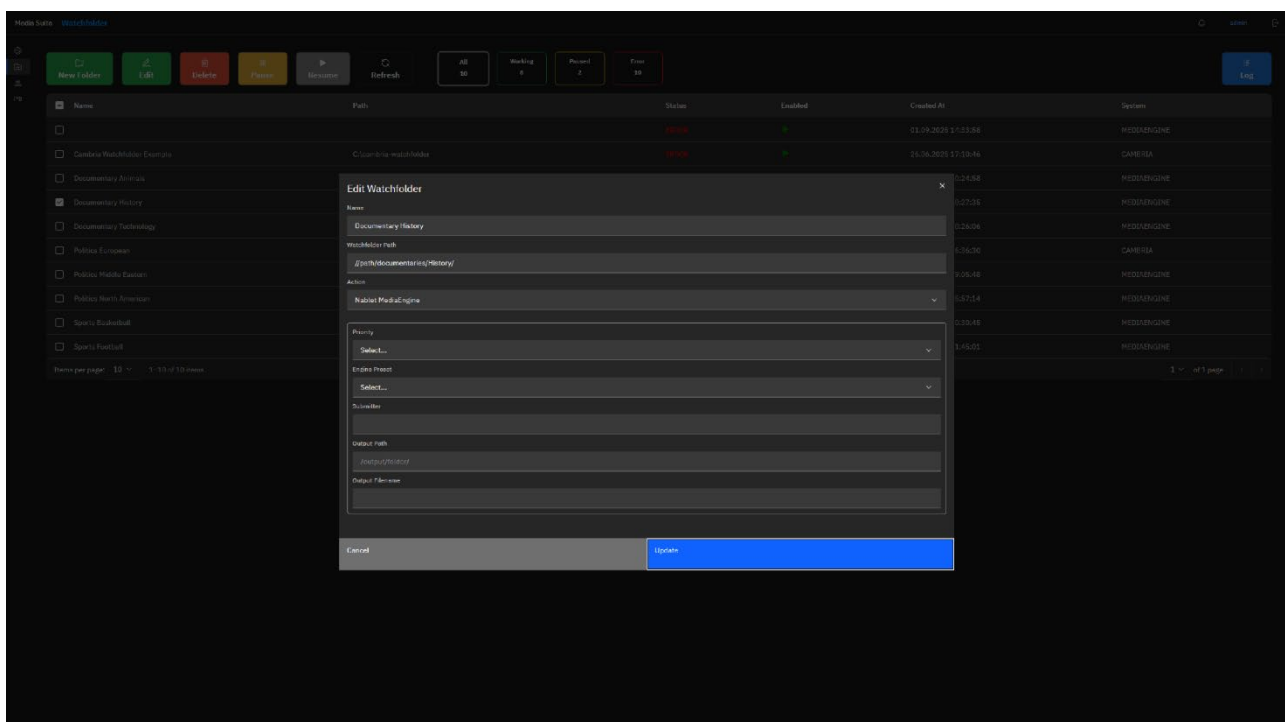 Media Suite Watchfolder
admin
New Folder Edit Delete Pause Resume Refresh
All
10
Working
0
Paused
2
Error
10
Log
Name Path Status Enabled Created At System
01.09.2025 14:33:58 MEDIAENGINE
Cambria Watchfolder Example C:\cambria-watchfolder 26.06.2025 17:10:46 CAMBRIA
Documentary Animals MEDIAENGINE
Documentary History MEDIAENGINE
Documentary Technology MEDIAENGINE
Politics European CAMBRIA
Politics Middle Eastern MEDIAENGINE
Politics North American MEDIAENGINE
Sports Basketball MEDIAENGINE
Sports Football MEDIAENGINE
Items per page: 10 1–10 of 10 items 1 of 1 page
Edit Watchfolder
Name
Documentary History
Watchfolder Path
//path/documentaries/History/
Action
Nablet MediaEngine
Priority
Select...
Engine Preset
Select...
Submitter
Output Path
Output Filename
Cancel Update